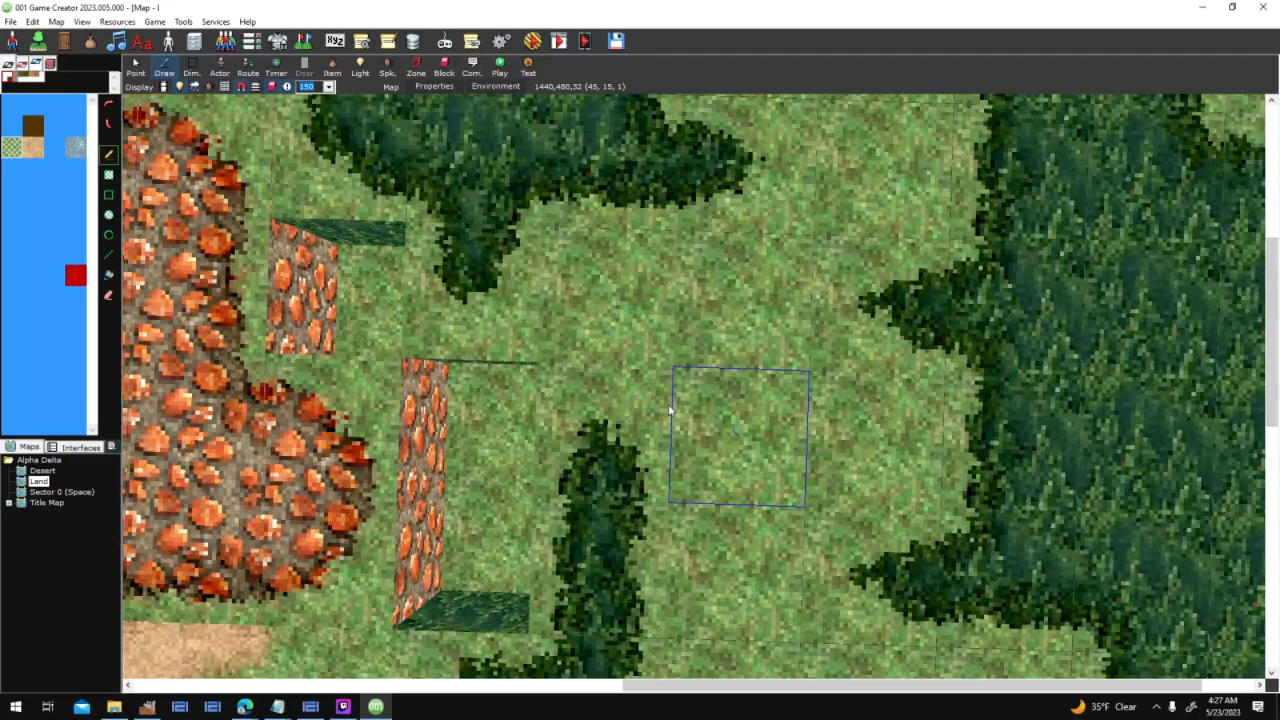 001 Game Creator 2023.005.000 - [Map - l
File Edit Map View Resources Game Tools Services Help
Aa xyz
Point Draw Dim. Actor Route Timer Door Item Light Spk. Zone Block Com. Play Test
Display 150 Map Properties Environment 1440,480,32 (45, 15, 1)
Maps Interfaces
Alpha Delta
Desert
Land
Sector 0 (Space)
Title Map
001
35°F Clear
4:27 AM
5/23/2023